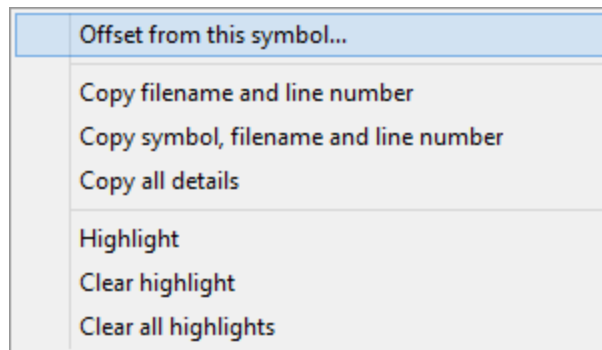 Offset from this symbol...
Copy filename and line number
Copy symbol, filename and line number
Copy all details
Highlight
Clear highlight
Clear all highlights